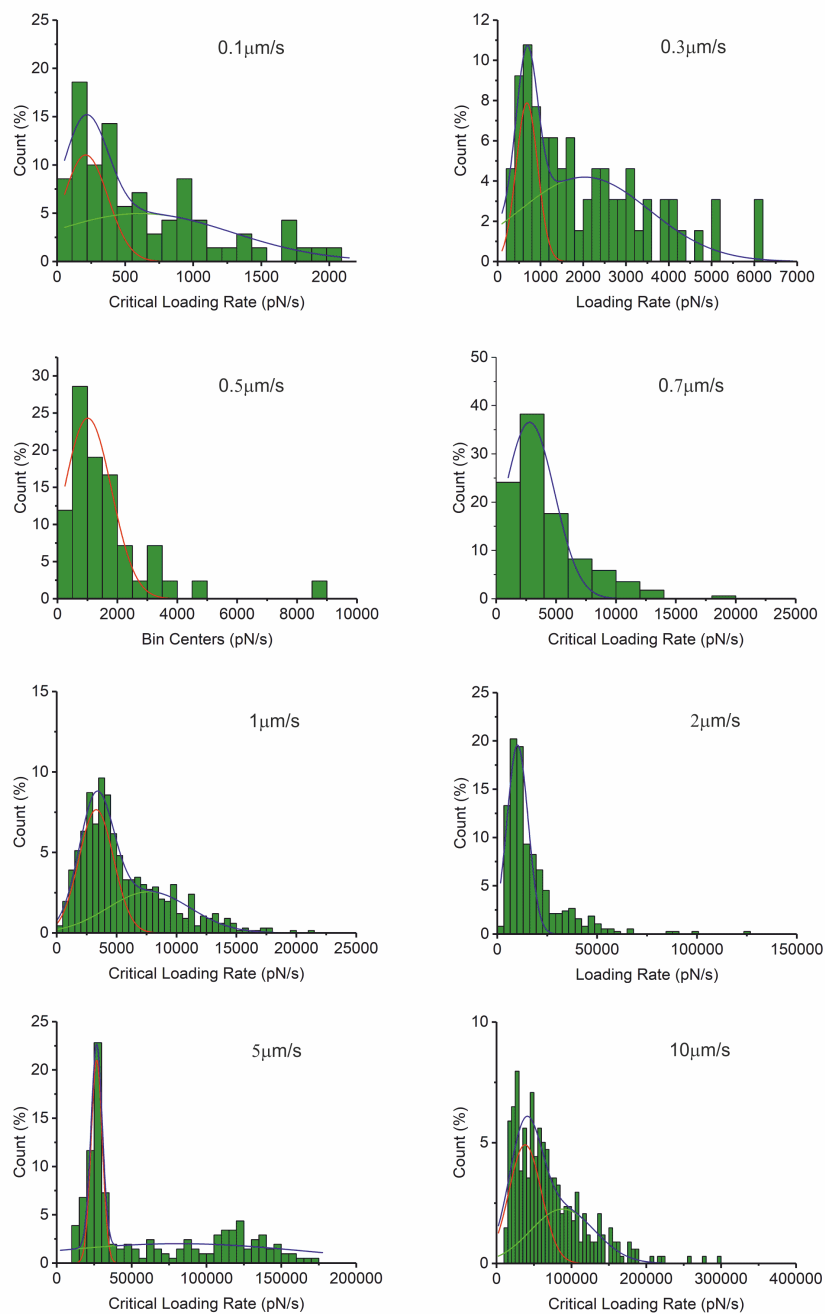 0.1μm/s
Count (%)
25
20
15
10
5
0
0 500 1000 1500 2000
Critical Loading Rate (pN/s)
0.3μm/s
Count (%)
12
10
8
6
4
2
0
0 1000 2000 3000 4000 5000 6000 7000
Loading Rate (pN/s)
0.5μm/s
Count (%)
30
25
20
15
10
5
0
0 2000 4000 6000 8000 10000
Bin Centers (pN/s)
0.7μm/s
Count (%)
50
40
30
20
10
0
0 5000 10000 15000 20000 25000
Critical Loading Rate (pN/s)
1μm/s
Count (%)
15
10
5
0
0 5000 10000 15000 20000 25000
Critical Loading Rate (pN/s)
2μm/s
Count (%)
25
20
15
10
5
0
0 50000 100000 150000
Loading Rate (pN/s)
5μm/s
Count (%)
25
20
15
10
5
0
0 50000 100000 150000 200000
Critical Loading Rate (pN/s)
10μm/s
Count (%)
10
5
0
0 100000 200000 300000 400000
Critical Loading Rate (pN/s)